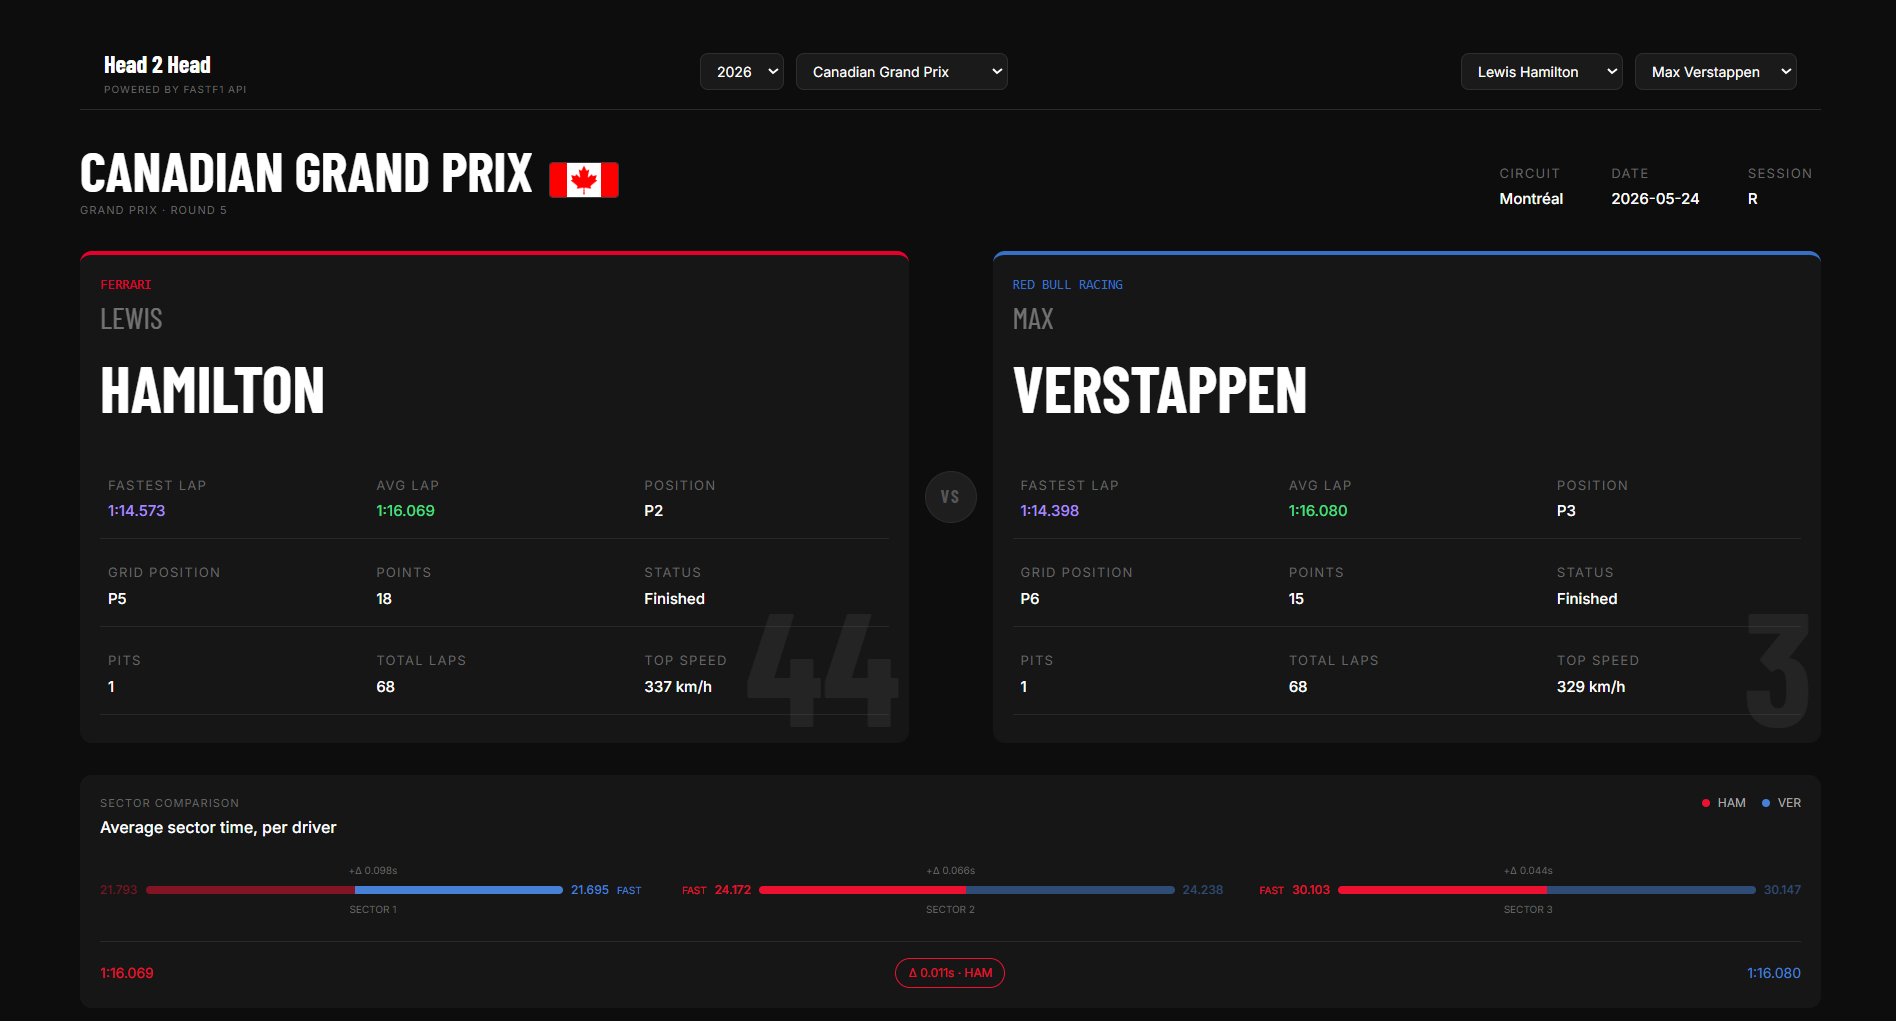 Head 2 Head
POWERED BY FASTF1 API
2026
Canadian Grand Prix
Lewis Hamilton
Max Verstappen
CANADIAN GRAND PRIX
GRAND PRIX · ROUND 5
CIRCUIT DATE SESSION
Montréal 2026-05-24 R
FERRARI
LEWIS
HAMILTON
FASTEST LAP AVG LAP POSITION
1:14.573 1:16.069 P2
GRID POSITION POINTS STATUS
P5 18 Finished
PITS TOTAL LAPS TOP SPEED
1 68 337 km/h
44
VS
RED BULL RACING
MAX
VERSTAPPEN
FASTEST LAP AVG LAP POSITION
1:14.398 1:16.080 P3
GRID POSITION POINTS STATUS
P6 15 Finished
PITS TOTAL LAPS TOP SPEED
1 68 329 km/h
3
SECTOR COMPARISON
HAM VER
Average sector time, per driver
+Δ 0.098s
21.793 21.695 FAST
SECTOR 1
+Δ 0.066s
FAST 24.172 24.238
SECTOR 2
+Δ 0.044s
FAST 30.103 30.147
SECTOR 3
1:16.069 Δ 0.011s · HAM 1:16.080